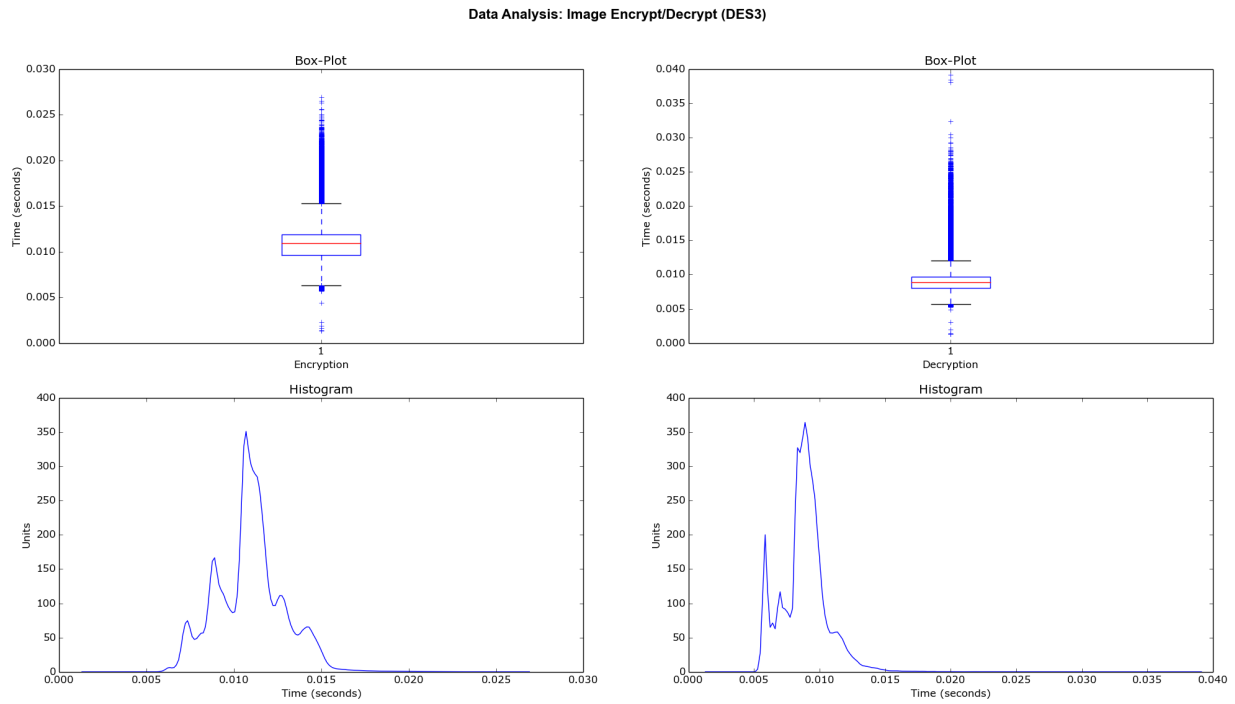 Data Analysis: Image Encrypt/Decrypt (DES3)
Box-Plot
0.030
0.025
0.020
0.015
0.010
0.005
0.000
Time (seconds)
1
Encryption
Box-Plot
0.040
0.035
0.030
0.025
0.020
0.015
0.010
0.005
0.000
Time (seconds)
1
Decryption
Histogram
400
350
300
250
200
150
100
50
0
Units
0.000 0.005 0.010 0.015 0.020 0.025 0.030
Time (seconds)
Histogram
400
350
300
250
200
150
100
50
0
Units
0.000 0.005 0.010 0.015 0.020 0.025 0.030 0.035 0.040
Time (seconds)